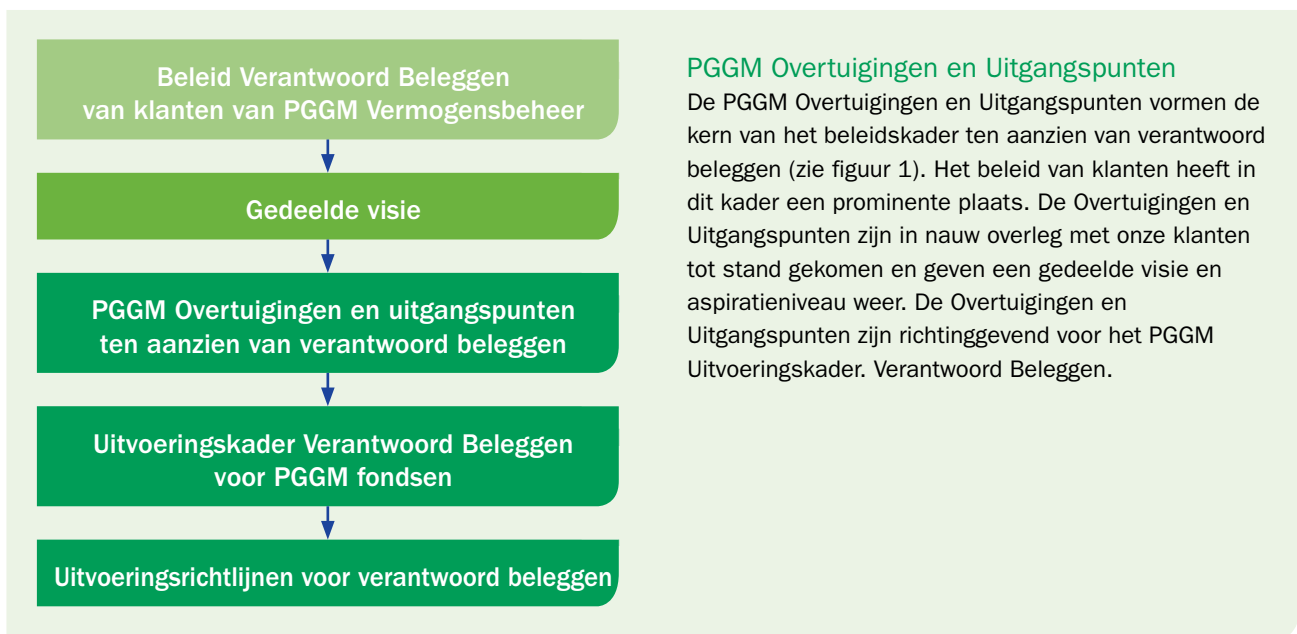 Beleid Verantwoord Beleggen
van klanten van PGGM Vermogensbeheer
Gedeelde visie
PGGM Overtuigingen en uitgangspunten
ten aanzien van verantwoord beleggen
Uitvoeringskader Verantwoord Beleggen
voor PGGM fondsen
Uitvoeringsrichtlijnen voor verantwoord beleggen
PGGM Overtuigingen en Uitgangspunten
De PGGM Overtuigingen en Uitgangspunten vormen de
kern van het beleidskader ten aanzien van verantwoord
beleggen (zie figuur 1). Het beleid van klanten heeft in
dit kader een prominente plaats. De Overtuigingen en
Uitgangspunten zijn in nauw overleg met onze klanten
tot stand gekomen en geven een gedeelde visie en
aspiratieniveau weer. De Overtuigingen en
Uitgangspunten zijn richtinggevend voor het PGGM
Uitvoeringskader. Verantwoord Beleggen.